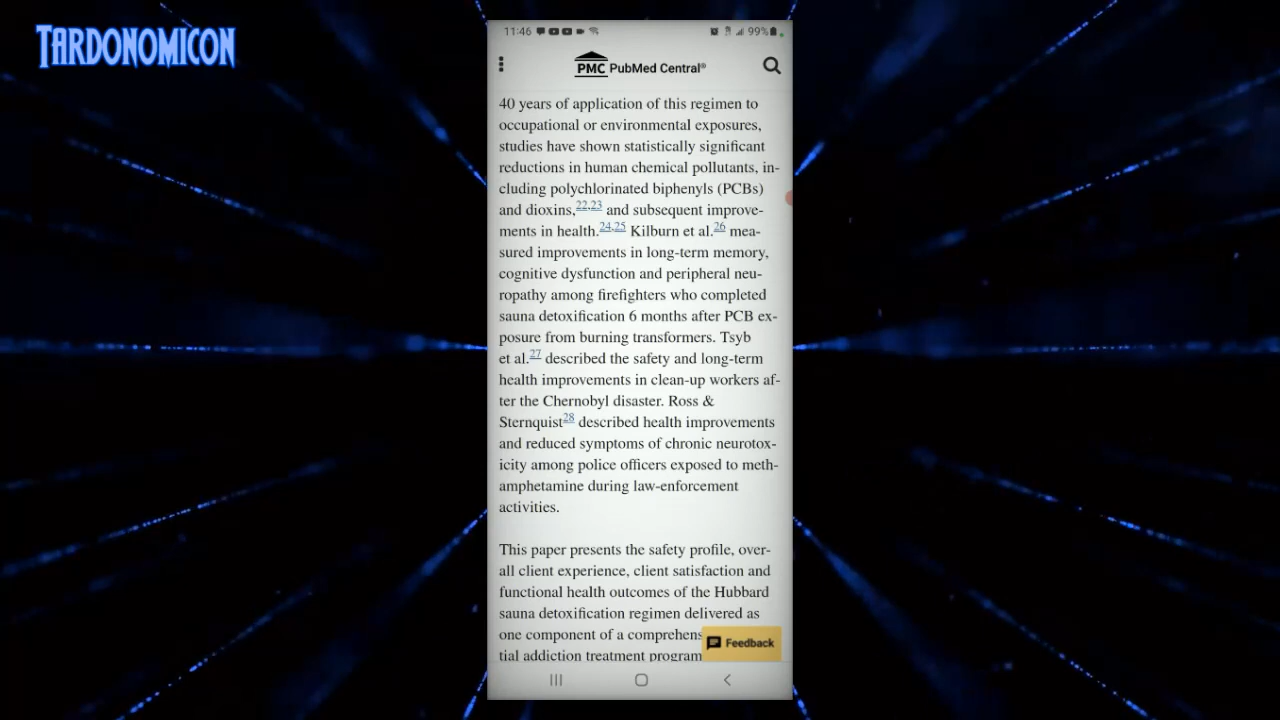 TARDONOMICON
11:46
99%
PMC PubMed Central®
40 years of application of this regimen to
occupational or environmental exposures,
studies have shown statistically significant
reductions in human chemical pollutants, in-
cluding polychlorinated biphenyls (PCBs)
and dioxins,22,23 and subsequent improve-
ments in health.24,25 Kilburn et al.26 mea-
sured improvements in long-term memory,
cognitive dysfunction and peripheral neu-
ropathy among firefighters who completed
sauna detoxification 6 months after PCB ex-
posure from burning transformers. Tsyb
et al.27 described the safety and long-term
health improvements in clean-up workers af-
ter the Chernobyl disaster. Ross &
Sternquist28 described health improvements
and reduced symptoms of chronic neurotox-
icity among police officers exposed to meth-
amphetamine during law-enforcement
activities.
This paper presents the safety profile, over-
all client experience, client satisfaction and
functional health outcomes of the Hubbard
sauna detoxification regimen delivered as
one component of a comprehens
Feedback
tial addiction treatment program